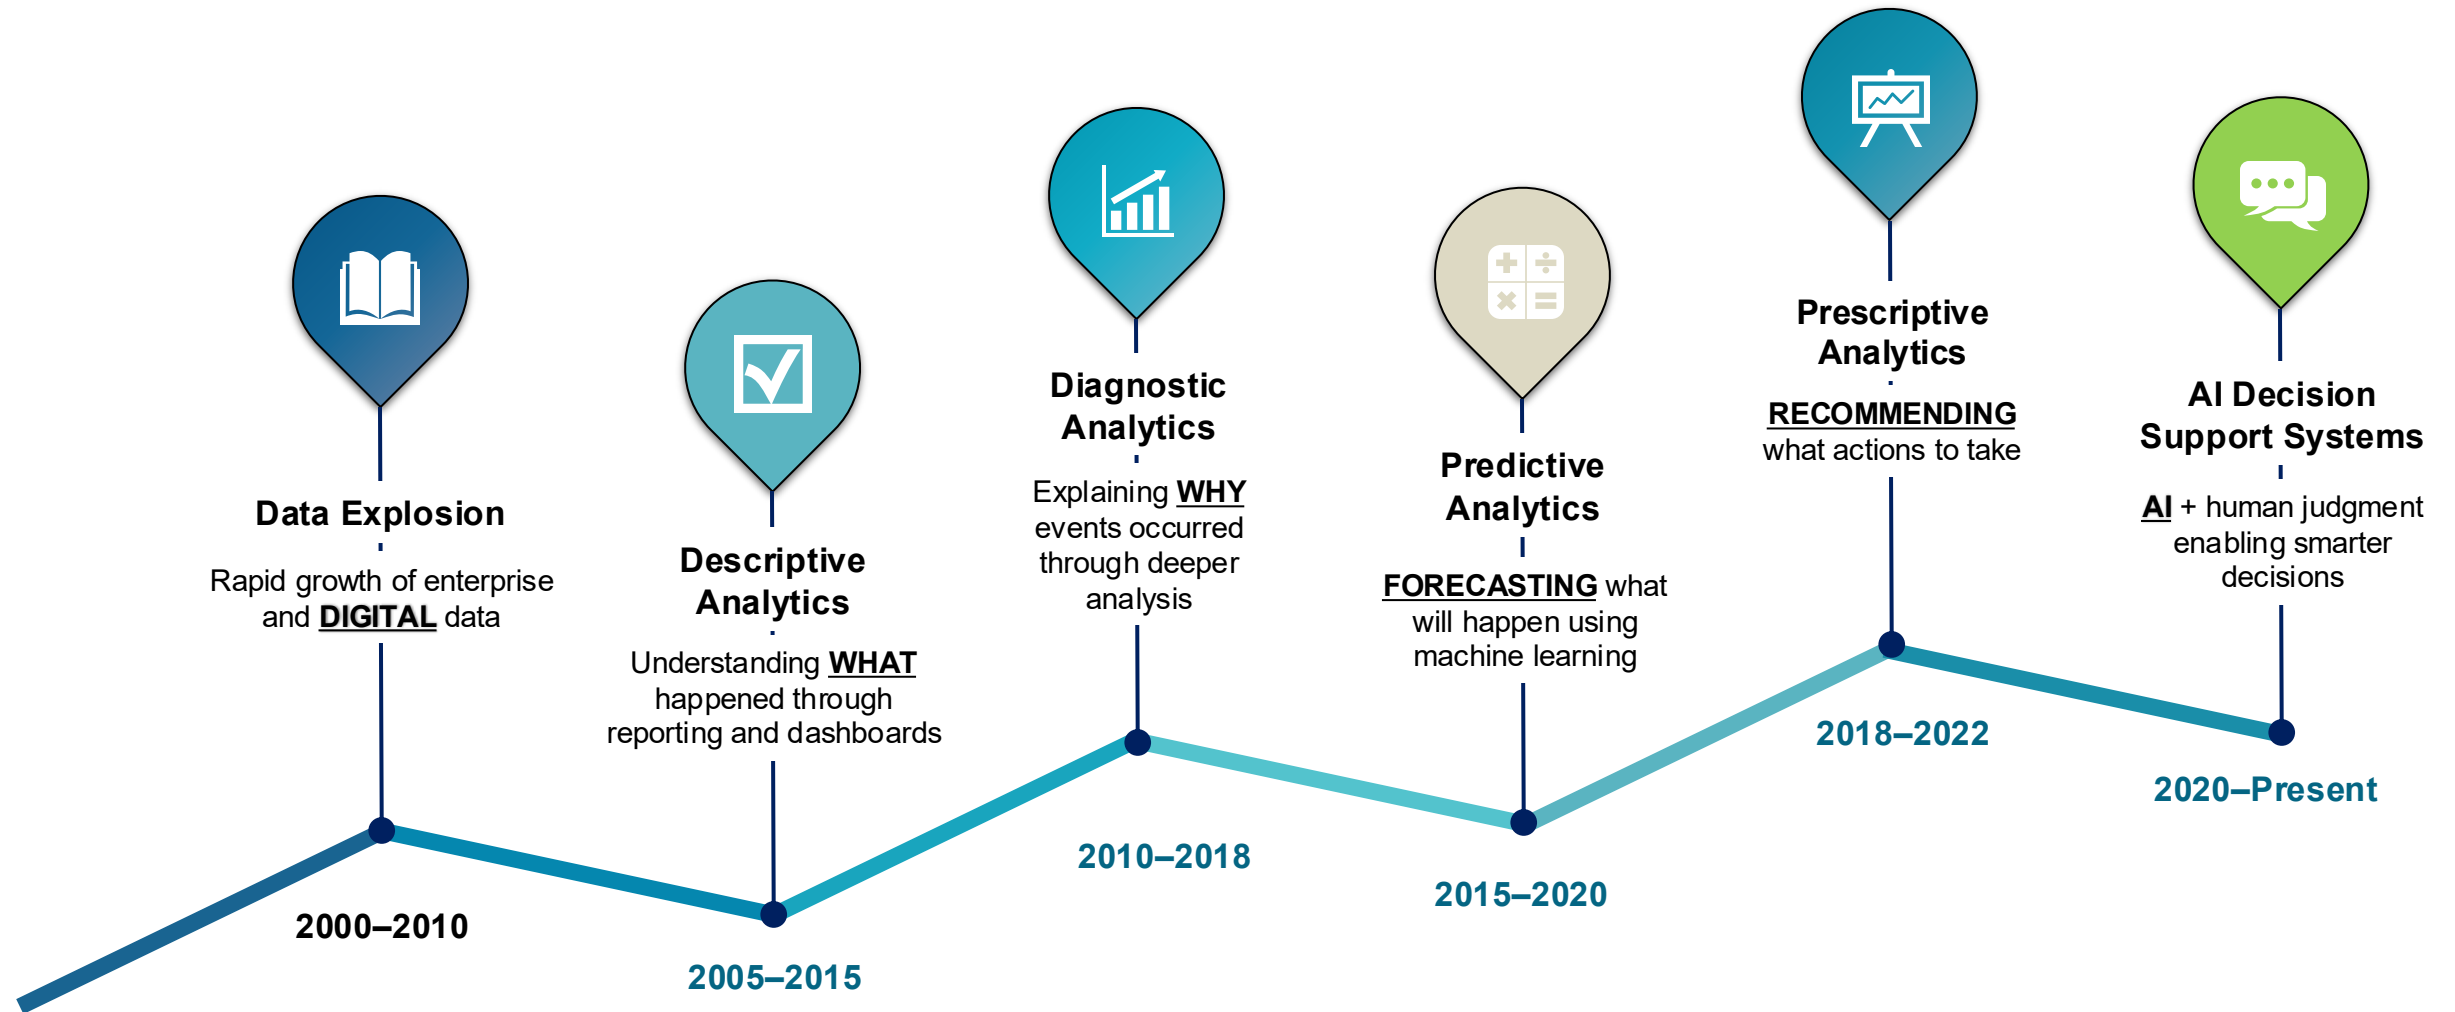 Data Explosion
Rapid growth of enterprise
and DIGITAL data
2000–2010
Descriptive
Analytics
Understanding WHAT
happened through
reporting and dashboards
2005–2015
Diagnostic
Analytics
Explaining WHY
events occurred
through deeper
analysis
2010–2018
Predictive
Analytics
FORECASTING what
will happen using
machine learning
2015–2020
Prescriptive
Analytics
RECOMMENDING
what actions to take
2018–2022
AI Decision
Support Systems
AI + human judgment
enabling smarter
decisions
2020–Present